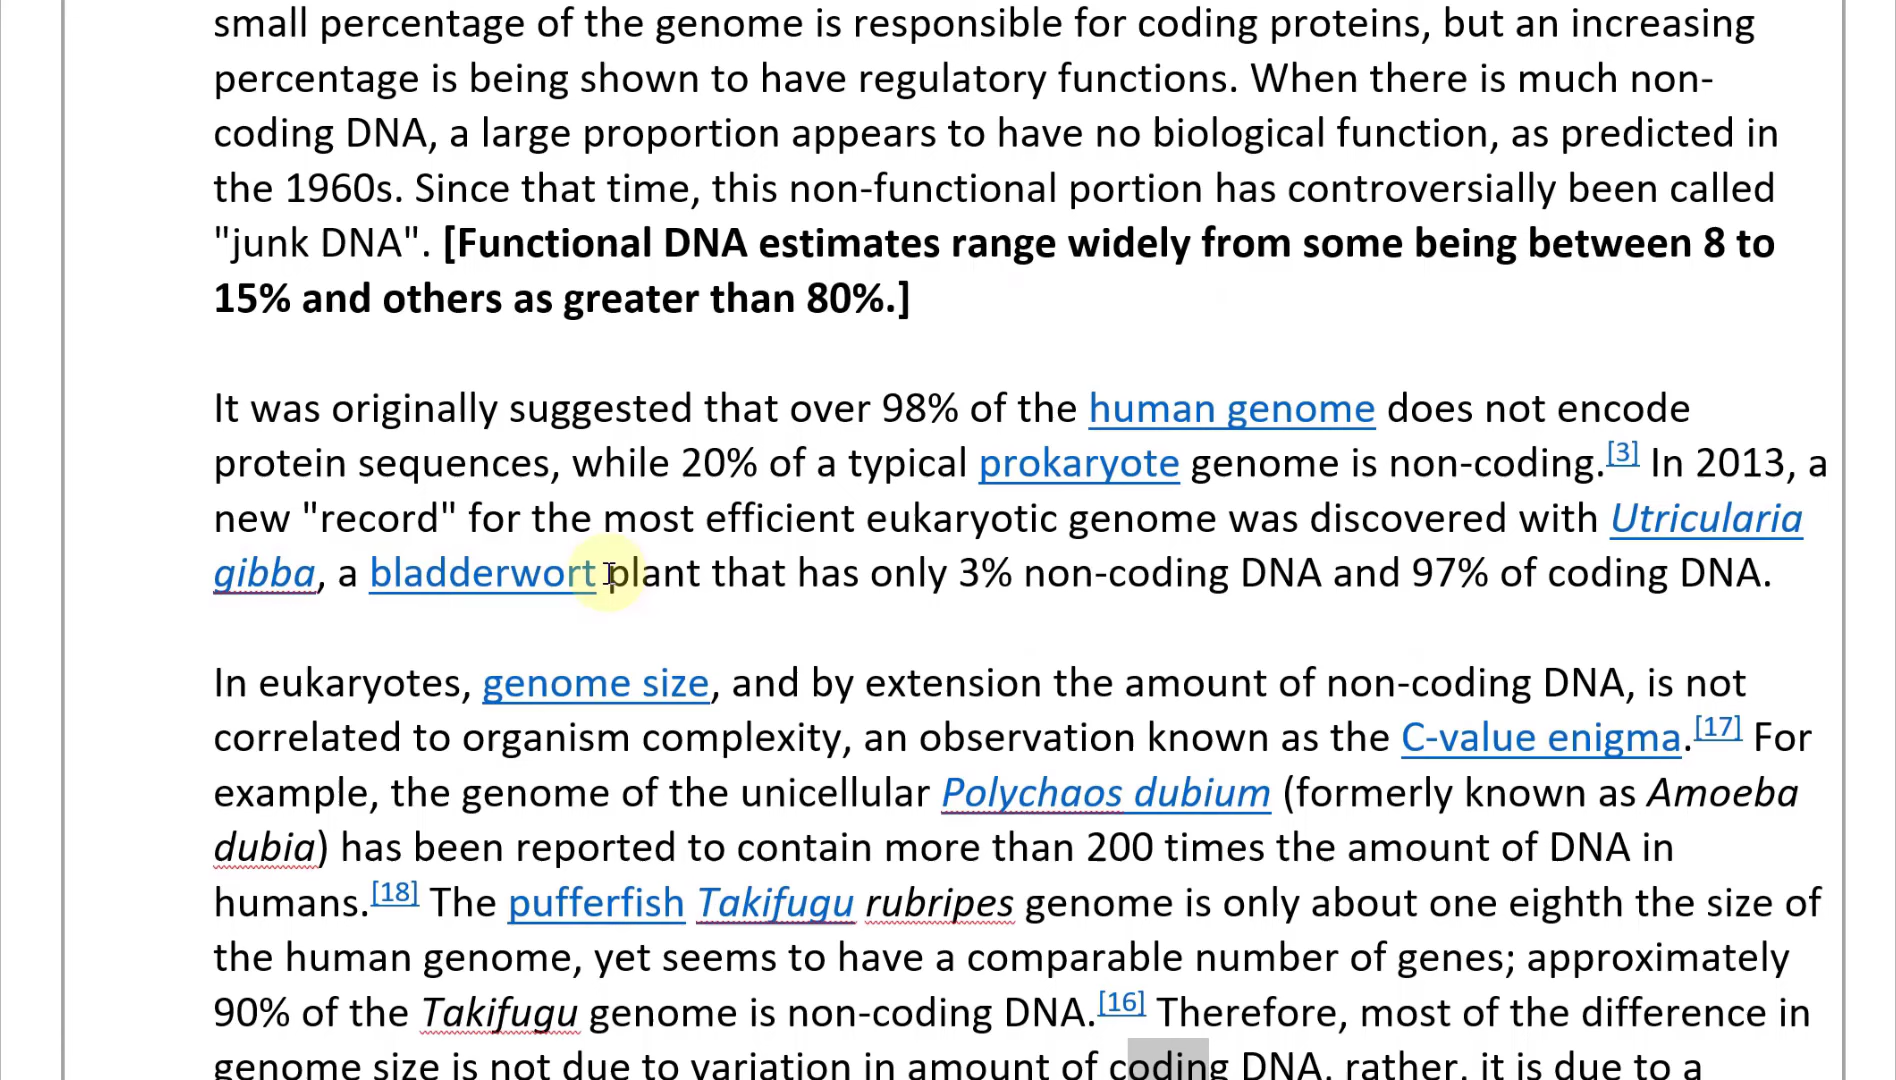 small percentage of the genome is responsible for coding proteins, but an increasing
percentage is being shown to have regulatory functions. When there is much non-
coding DNA, a large proportion appears to have no biological function, as predicted in
the 1960s. Since that time, this non-functional portion has controversially been called
"junk DNA". [Functional DNA estimates range widely from some being between 8 to
15% and others as greater than 80%.]
It was originally suggested that over 98% of the human genome does not encode
protein sequences, while 20% of a typical prokaryote genome is non-coding.[3] In 2013, a
new "record" for the most efficient eukaryotic genome was discovered with Utricularia
gibba, a bladderwort plant that has only 3% non-coding DNA and 97% of coding DNA.
In eukaryotes, genome size, and by extension the amount of non-coding DNA, is not
correlated to organism complexity, an observation known as the C-value enigma.[17] For
example, the genome of the unicellular Polychaos dubium (formerly known as Amoeba
dubia) has been reported to contain more than 200 times the amount of DNA in
humans.[18] The pufferfish Takifugu rubripes genome is only about one eighth the size of
the human genome, yet seems to have a comparable number of genes; approximately
90% of the Takifugu genome is non-coding DNA.[16] Therefore, most of the difference in
genome size is not due to variation in amount of coding DNA, rather, it is due to a